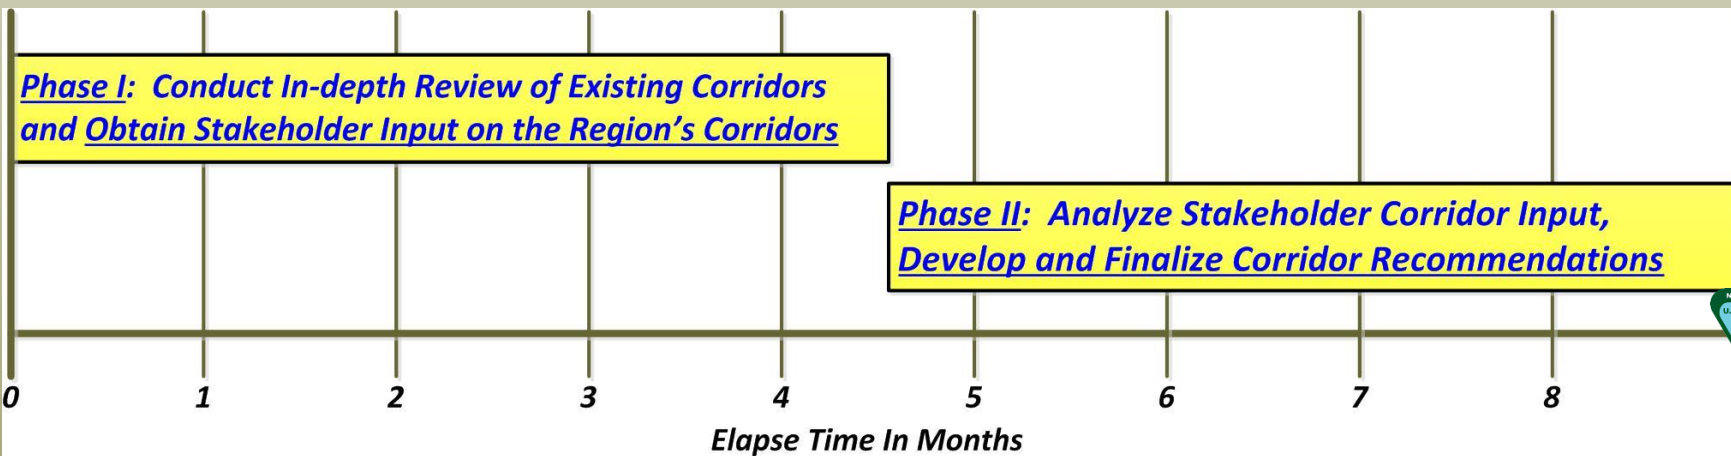 Phase I: Conduct In-depth Review of Existing Corridors
and Obtain Stakeholder Input on the Region’s Corridors
Phase II: Analyze Stakeholder Corridor Input,
Develop and Finalize Corridor Recommendations
0 1 2 3 4 5 6 7 8
Elapse Time In Months